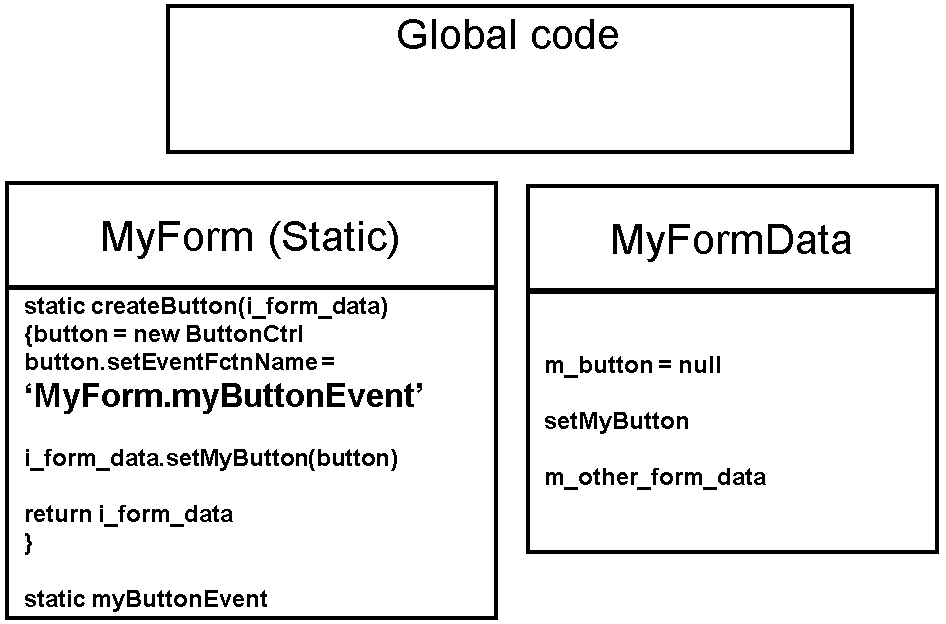 Global code
MyForm (Static)
static createButton(i_form_data)
{button = new ButtonCtrl
button.setEventFctnName =
‘MyForm.myButtonEvent’
i_form_data.setMyButton(button)
return i_form_data
}
static myButtonEvent
MyFormData
m_button = null
setMyButton
m_other_form_data